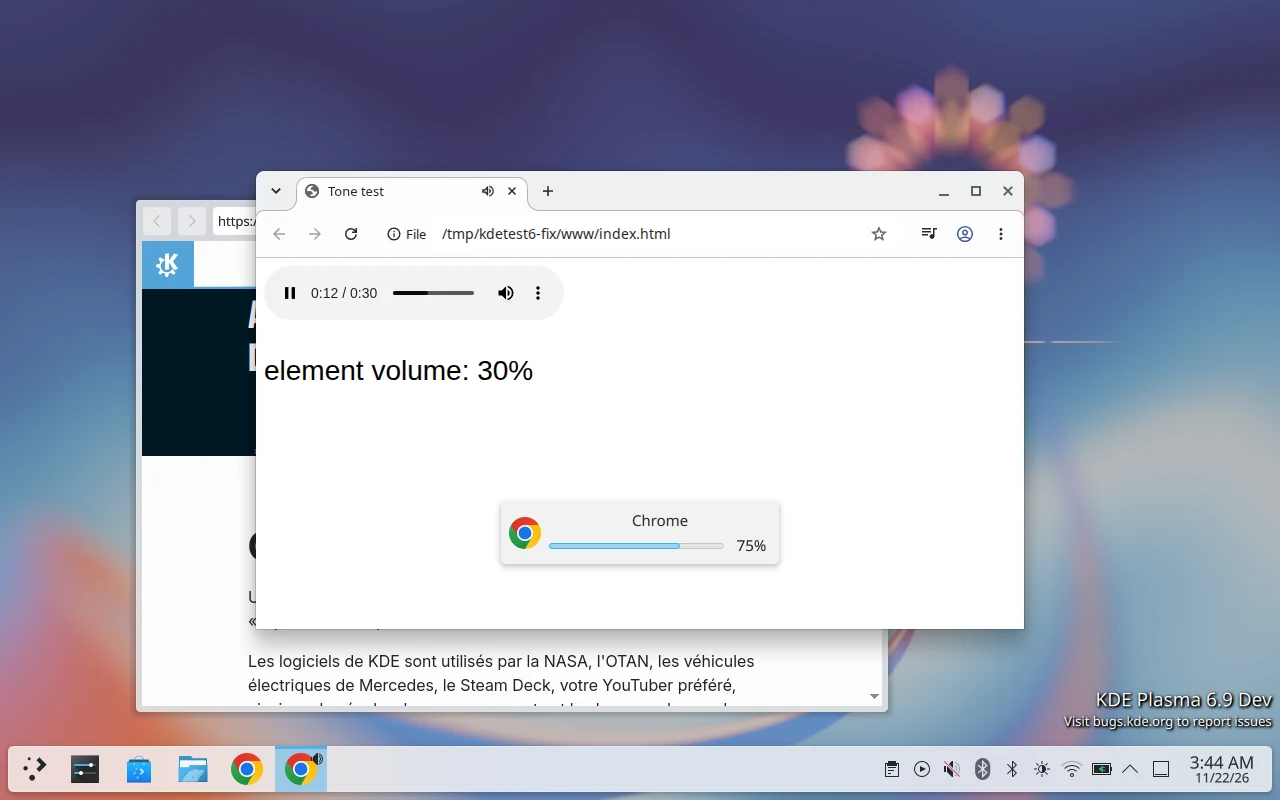 Tone test
https:/
File /tmp/kdetest6-fix/www/index.html
0:12 / 0:30
element volume: 30%
Chrome
75%
Les logiciels de KDE sont utilisés par la NASA, l'OTAN, les véhicules
électriques de Mercedes, le Steam Deck, votre YouTuber préféré,
KDE Plasma 6.9 Dev
Visit bugs.kde.org to report issues
3:44 AM
11/22/26